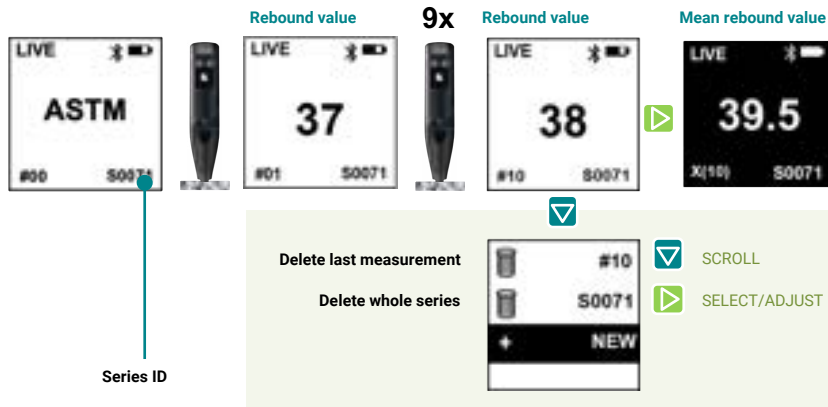 Rebound value
9x
Rebound value
Mean rebound value
LIVE
ASTM
#00 S0071
LIVE
37
#01 S0071
LIVE
38
#10 S0071
LIVE
39.5
X(10) S0071
Delete last measurement
#10
SCROLL
Delete whole series
S0071
SELECT/ADJUST
+ NEW
Series ID